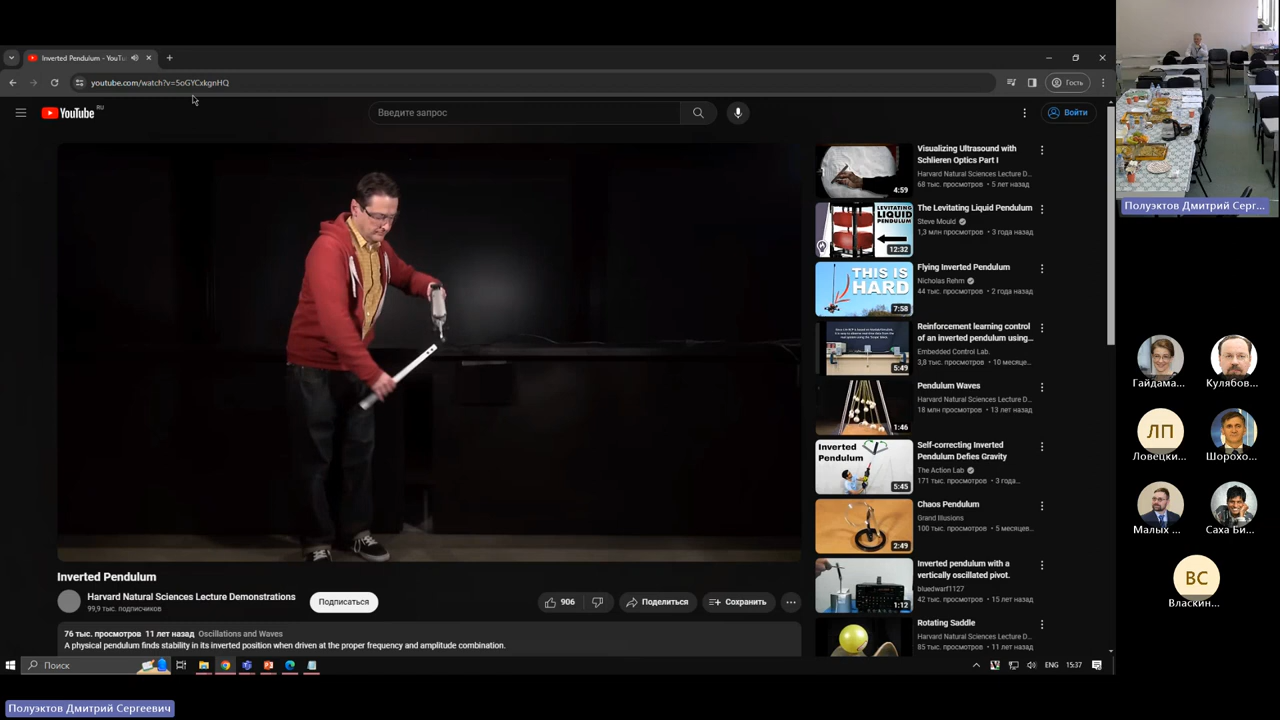 Inverted Pendulum - YouTu
youtube.com/watch?v=5oGYCxkgnHQ
Гость
YouTube RU
Введите запрос
Войти
Inverted Pendulum
Harvard Natural Sciences Lecture Demonstrations
99,9 тыс. подписчиков
Подписаться
906
Поделиться
Сохранить
76 тыс. просмотров 11 лет назад Oscillations and Waves
A physical pendulum finds stability in its inverted position when driven at the proper frequency and amplitude combination.
4:59
Visualizing Ultrasound with
Schlieren Optics Part I
Harvard Natural Sciences Lecture D...
68 тыс. просмотров • 5 лет назад
LEVITATING
LIQUID
PENDULUM
12:32
The Levitating Liquid Pendulum
Steve Mould
1,3 млн просмотров • 3 года назад
THIS IS
HARD
7:58
Flying Inverted Pendulum
Nicholas Rehm
44 тыс. просмотров • 2 года назад
5:49
Reinforcement learning control
of an inverted pendulum using...
Embedded Control Lab.
3,8 тыс. просмотров • 10 месяце...
1:46
Pendulum Waves
Harvard Natural Sciences Lecture D...
18 млн просмотров • 13 лет назад
Inverted
Pendulum
5:45
Self-correcting Inverted
Pendulum Defies Gravity
The Action Lab
171 тыс. просмотров • 3 года...
2:49
Chaos Pendulum
Grand Illusions
100 тыс. просмотров • 5 месяцев...
1:12
Inverted pendulum with a
vertically oscillated pivot.
bluedwarf1127
42 тыс. просмотров • 15 лет назад
Rotating Saddle
Harvard Natural Sciences Lecture D...
85 тыс. просмотров • 11 лет назад
Поиск
ENG
15:37
Полуэктов Дмитрий Сергеевич
Полуэктов Дмитрий Серг...
Гайдама...
Кулябов...
ЛП
Ловецки...
Шорохо...
Малых ...
Саха Би...
ВС
Власкин...